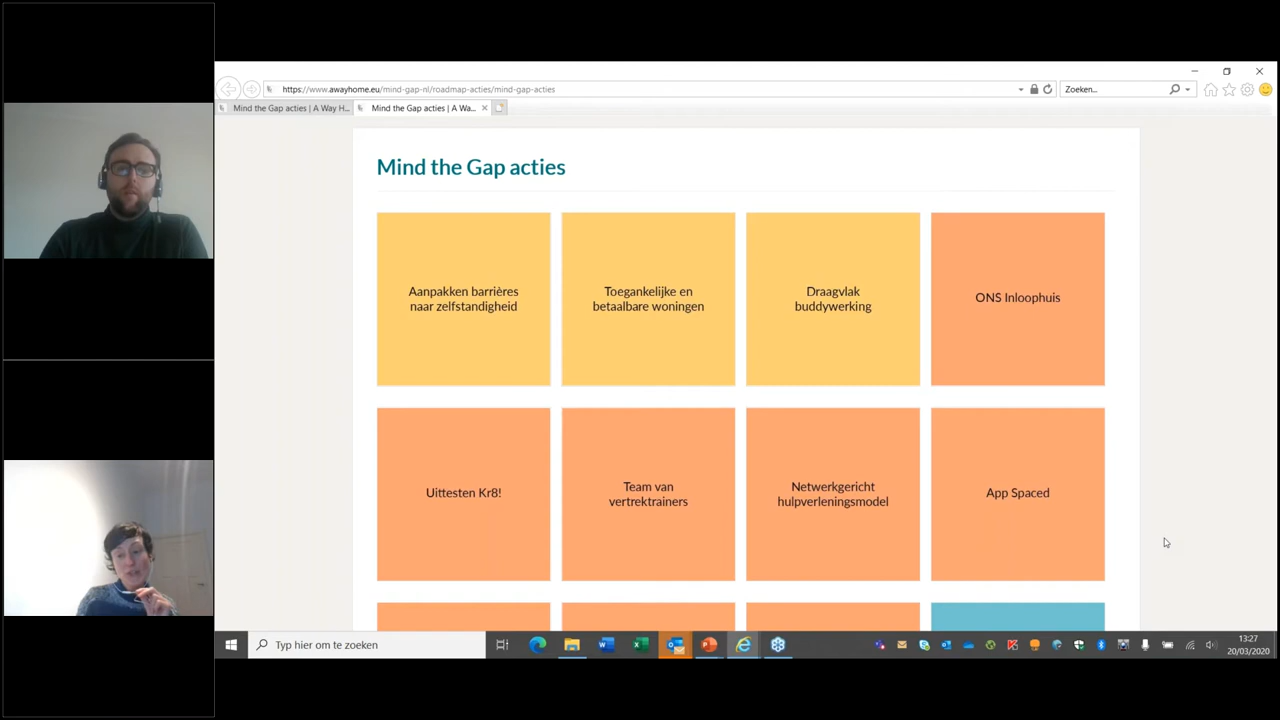 https://www.awayhome.eu/mind-gap-nl/roadmap-acties/mind-gap-acties
Zoeken...
Mind the Gap acties | A Way H...
Mind the Gap acties | A Wa...
Mind the Gap acties
Aanpakken barrières
naar zelfstandigheid
Toegankelijke en
betaalbare woningen
Draagvlak
buddywerking
ONS Inloophuis
Uittesten Kr8!
Team van
vertrektrainers
Netwerkgericht
hulpverleningsmodel
App Spaced
Typ hier om te zoeken
13:27
20/03/2020